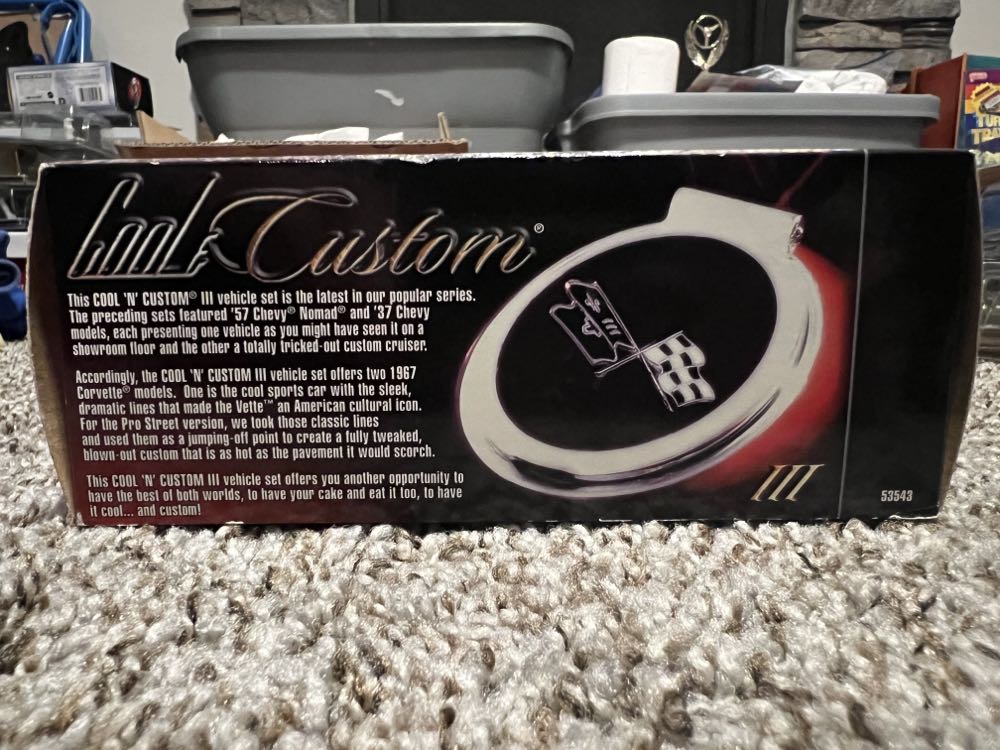 Cool & Custom®
This COOL 'N' CUSTOM® III vehicle set is the latest in our popular series.
The preceding sets featured '57 Chevy® Nomad® and '37 Chevy
models, each presenting one vehicle as you might have seen it on a
showroom floor and the other a totally tricked-out custom cruiser.
Accordingly, the COOL 'N' CUSTOM III vehicle set offers two 1967
Corvette® models. One is the cool sports car with the sleek,
dramatic lines that made the Vette™ an American cultural icon.
For the Pro Street version, we took those classic lines
and used them as a jumping-off point to create a fully tweaked,
blown-out custom that is as hot as the pavement it would scorch.
This COOL 'N' CUSTOM III vehicle set offers you another opportunity to
have the best of both worlds, to have your cake and eat it too, to have
it cool... and custom!
III
53543